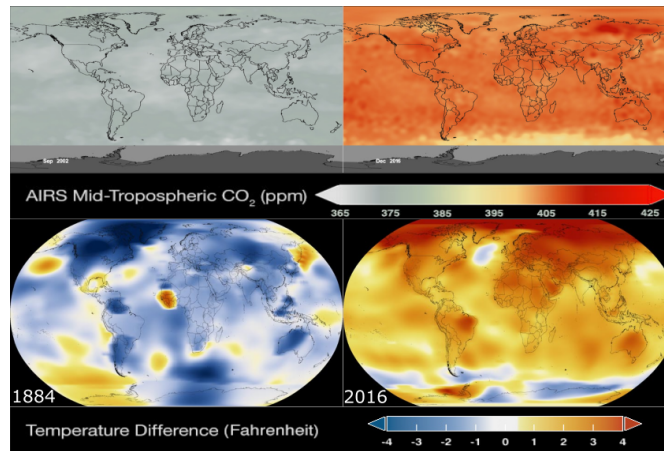 Sep 2002
Dec 2016
AIRS Mid-Tropospheric CO₂ (ppm)
365 375 385 395 405 415 425
1884
2016
Temperature Difference (Fahrenheit)
-4 -3 -2 -1 0 1 2 3 4